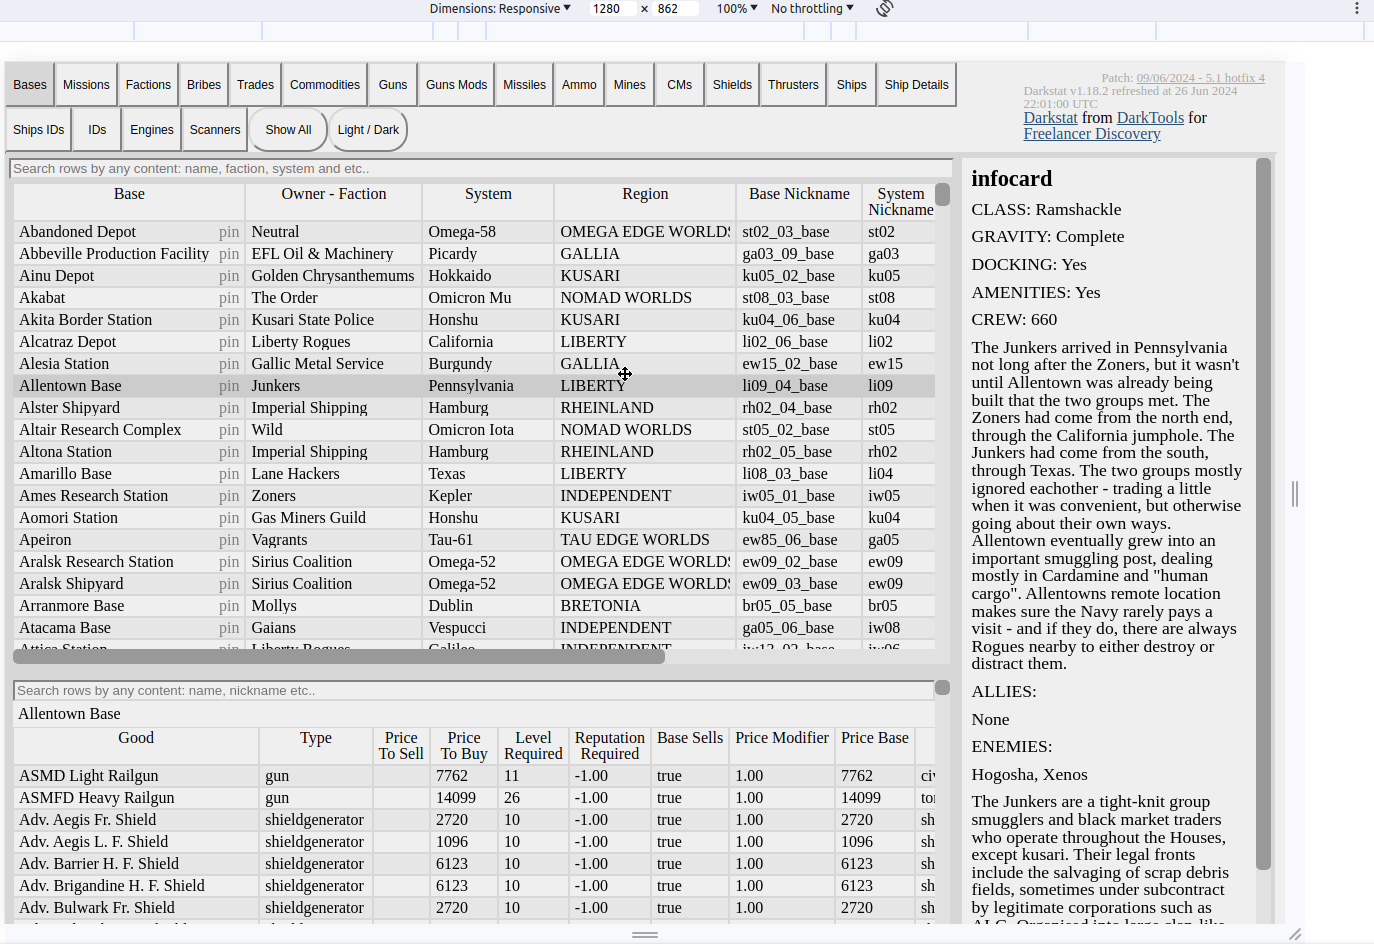 Dimensions: Responsive 1280 × 862 100% No throttling
Bases Missions Factions Bribes Trades Commodities Guns Guns Mods Missiles Ammo Mines CMs Shields Thrusters Ships Ship Details
Ships IDs IDs Engines Scanners Show All Light / Dark
Patch: 09/06/2024 - 5.1 hotfix 4
Darkstat v1.18.2 refreshed at 26 Jun 2024
22:01:00 UTC
Darkstat from DarkTools for
Freelancer Discovery
Search rows by any content: name, faction, system and etc..
Base Owner - Faction System Region Base Nickname System Nickname
Abandoned Depot pin Neutral Omega-58 OMEGA EDGE WORLDS st02_03_base st02
Abbeville Production Facility pin EFL Oil & Machinery Picardy GALLIA ga03_09_base ga03
Ainu Depot pin Golden Chrysanthemums Hokkaido KUSARI ku05_02_base ku05
Akabat pin The Order Omicron Mu NOMAD WORLDS st08_03_base st08
Akita Border Station pin Kusari State Police Honshu KUSARI ku04_06_base ku04
Alcatraz Depot pin Liberty Rogues California LIBERTY li02_06_base li02
Alesia Station pin Gallic Metal Service Burgundy GALLIA ew15_02_base ew15
Allentown Base pin Junkers Pennsylvania LIBERTY li09_04_base li09
Alster Shipyard pin Imperial Shipping Hamburg RHEINLAND rh02_04_base rh02
Altair Research Complex pin Wild Omicron Iota NOMAD WORLDS st05_02_base st05
Altona Station pin Imperial Shipping Hamburg RHEINLAND rh02_05_base rh02
Amarillo Base pin Lane Hackers Texas LIBERTY li08_03_base li04
Ames Research Station pin Zoners Kepler INDEPENDENT iw05_01_base iw05
Aomori Station pin Gas Miners Guild Honshu KUSARI ku04_05_base ku04
Apeiron pin Vagrants Tau-61 TAU EDGE WORLDS ew85_06_base ga05
Aralsk Research Station pin Sirius Coalition Omega-52 OMEGA EDGE WORLDS ew09_02_base ew09
Aralsk Shipyard pin Sirius Coalition Omega-52 OMEGA EDGE WORLDS ew09_03_base ew09
Arranmore Base pin Mollys Dublin BRETONIA br05_05_base br05
Atacama Base pin Gaians Vespucci INDEPENDENT ga05_06_base iw08
Attica Station pin Liberty Rogues Galileo INDEPENDENT
Search rows by any content: name, nickname etc..
Allentown Base
Good Type Price To Sell Price To Buy Level Required Reputation Required Base Sells Price Modifier Price Base
ASMD Light Railgun gun 7762 11 -1.00 true 1.00 7762 civ
ASMFD Heavy Railgun gun 14099 26 -1.00 true 1.00 14099 tor
Adv. Aegis Fr. Shield shieldgenerator 2720 10 -1.00 true 1.00 2720 sh
Adv. Aegis L. F. Shield shieldgenerator 1096 10 -1.00 true 1.00 1096 sh
Adv. Barrier H. F. Shield shieldgenerator 6123 10 -1.00 true 1.00 6123 sh
Adv. Brigandine H. F. Shield shieldgenerator 6123 10 -1.00 true 1.00 6123 sh
Adv. Bulwark Fr. Shield shieldgenerator 2720 10 -1.00 true 1.00 2720 sh
infocard
CLASS: Ramshackle
GRAVITY: Complete
DOCKING: Yes
AMENITIES: Yes
CREW: 660
The Junkers arrived in Pennsylvania
not long after the Zoners, but it wasn't
until Allentown was already being
built that the two groups met. The
Zoners had come from the north end,
through the California jumphole. The
Junkers had come from the south,
through Texas. The two groups mostly
ignored eachother - trading a little
when it was convenient, but otherwise
going about their own ways.
Allentown eventually grew into an
important smuggling post, dealing
mostly in Cardamine and "human
cargo". Allentowns remote location
makes sure the Navy rarely pays a
visit - and if they do, there are always
Rogues nearby to either destroy or
distract them.
ALLIES:
None
ENEMIES:
Hogosha, Xenos
The Junkers are a tight-knit group
smugglers and black market traders
who operate throughout the Houses,
except kusari. Their legal fronts
include the salvaging of scrap debris
fields, sometimes under subcontract
by legitimate corporations such as
ALG. Organised into large clan-like